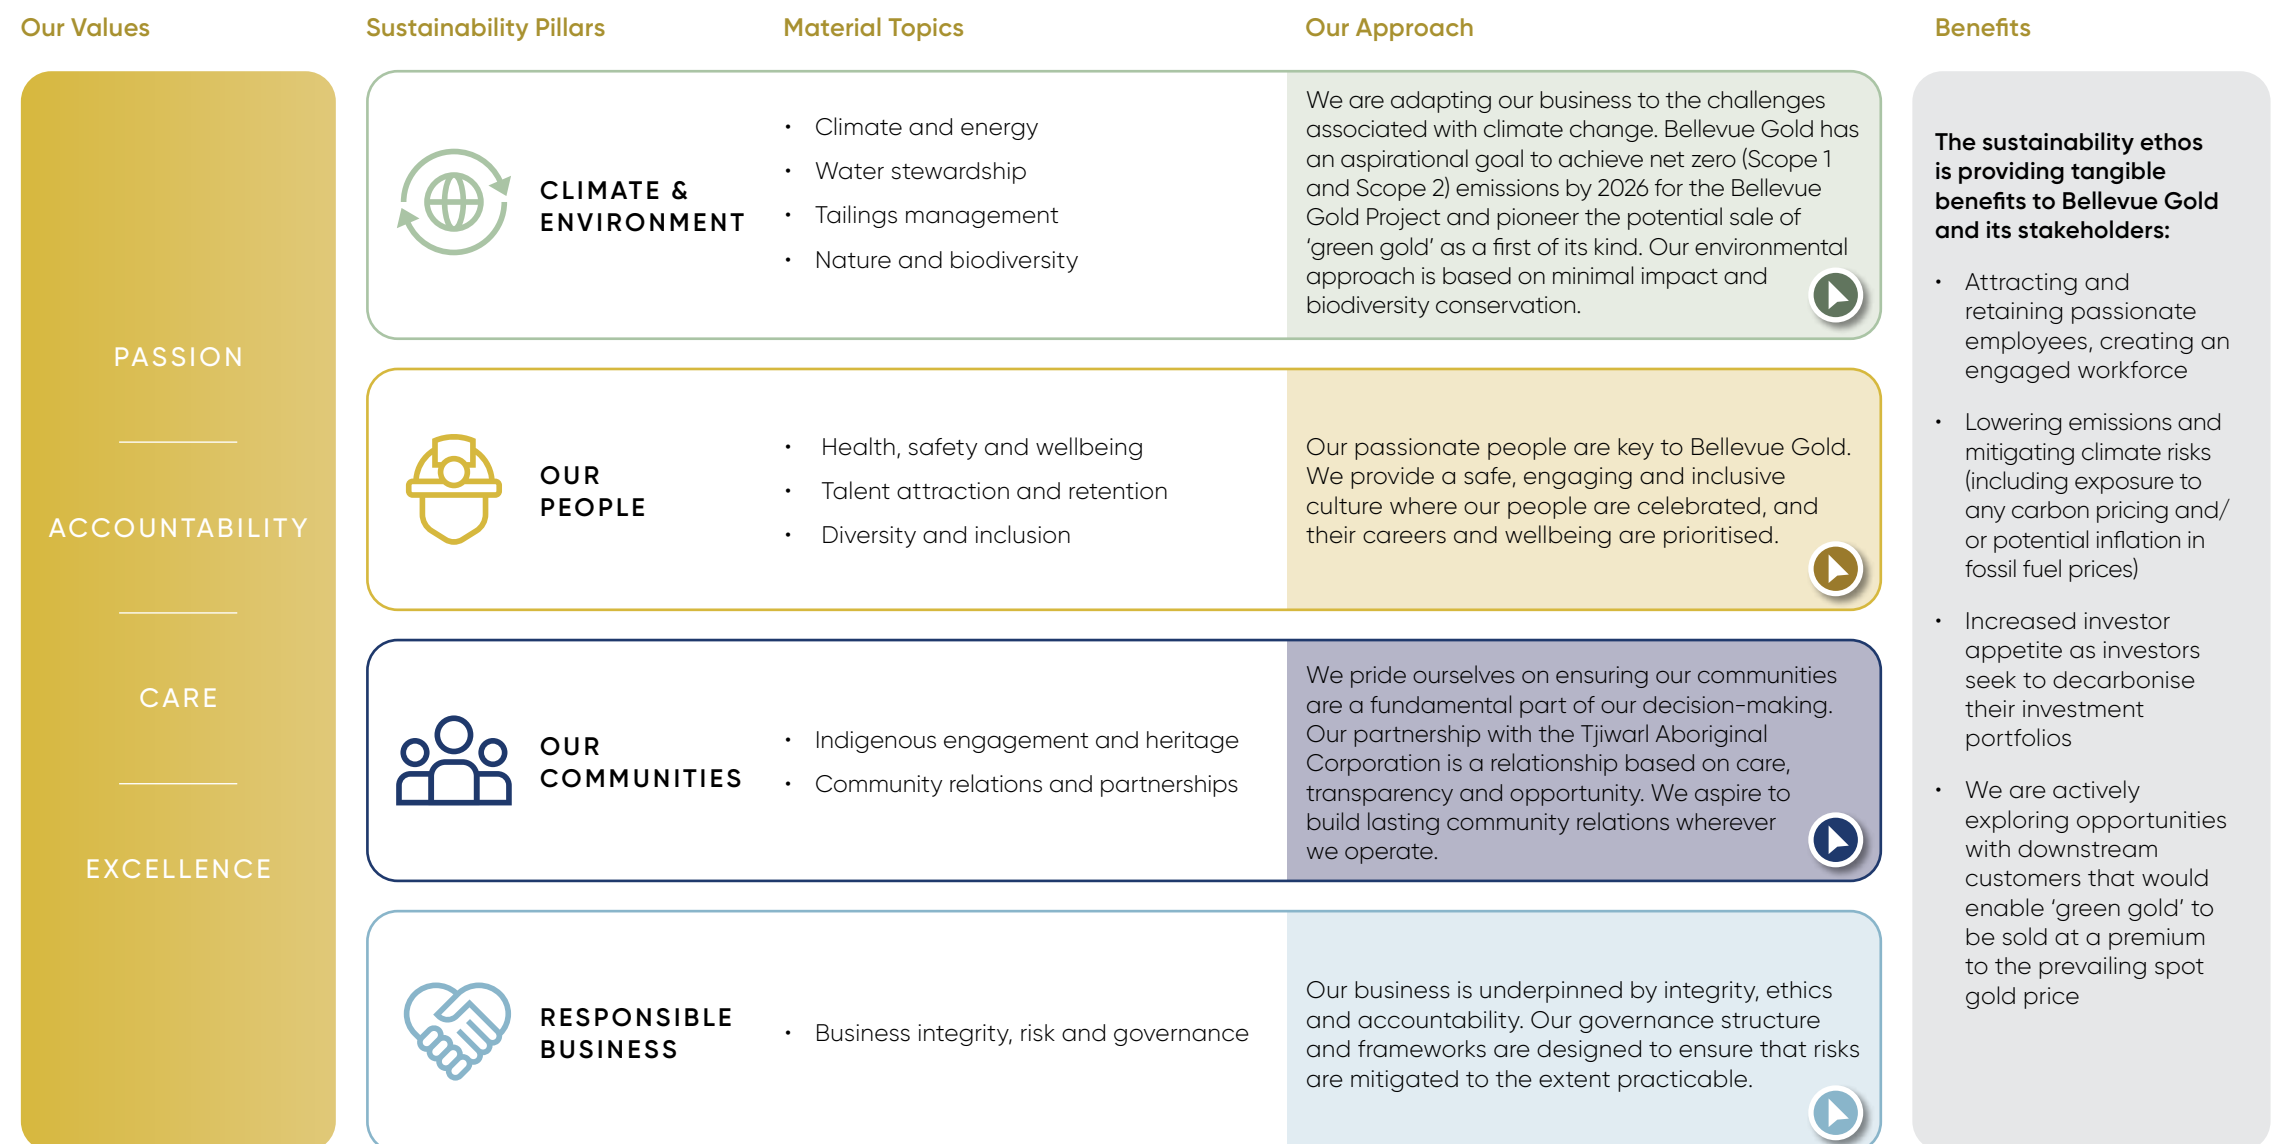 Our Values
Sustainability Pillars
Material Topics
Our Approach
Benefits
PASSION
ACCOUNTABILITY
CARE
EXCELLENCE
CLIMATE &
ENVIRONMENT
• Climate and energy
• Water stewardship
• Tailings management
• Nature and biodiversity
We are adapting our business to the challenges
associated with climate change. Bellevue Gold has
an aspirational goal to achieve net zero (Scope 1
and Scope 2) emissions by 2026 for the Bellevue
Gold Project and pioneer the potential sale of
‘green gold’ as a first of its kind. Our environmental
approach is based on minimal impact and
biodiversity conservation.
OUR
PEOPLE
• Health, safety and wellbeing
• Talent attraction and retention
• Diversity and inclusion
Our passionate people are key to Bellevue Gold.
We provide a safe, engaging and inclusive
culture where our people are celebrated, and
their careers and wellbeing are prioritised.
OUR
COMMUNITIES
• Indigenous engagement and heritage
• Community relations and partnerships
We pride ourselves on ensuring our communities
are a fundamental part of our decision-making.
Our partnership with the Tjiwarl Aboriginal
Corporation is a relationship based on care,
transparency and opportunity. We aspire to
build lasting community relations wherever
we operate.
RESPONSIBLE
BUSINESS
• Business integrity, risk and governance
Our business is underpinned by integrity, ethics
and accountability. Our governance structure
and frameworks are designed to ensure that risks
are mitigated to the extent practicable.
The sustainability ethos
is providing tangible
benefits to Bellevue Gold
and its stakeholders:
• Attracting and
retaining passionate
employees, creating an
engaged workforce
• Lowering emissions and
mitigating climate risks
(including exposure to
any carbon pricing and/
or potential inflation in
fossil fuel prices)
• Increased investor
appetite as investors
seek to decarbonise
their investment
portfolios
• We are actively
exploring opportunities
with downstream
customers that would
enable ‘green gold’ to
be sold at a premium
to the prevailing spot
gold price